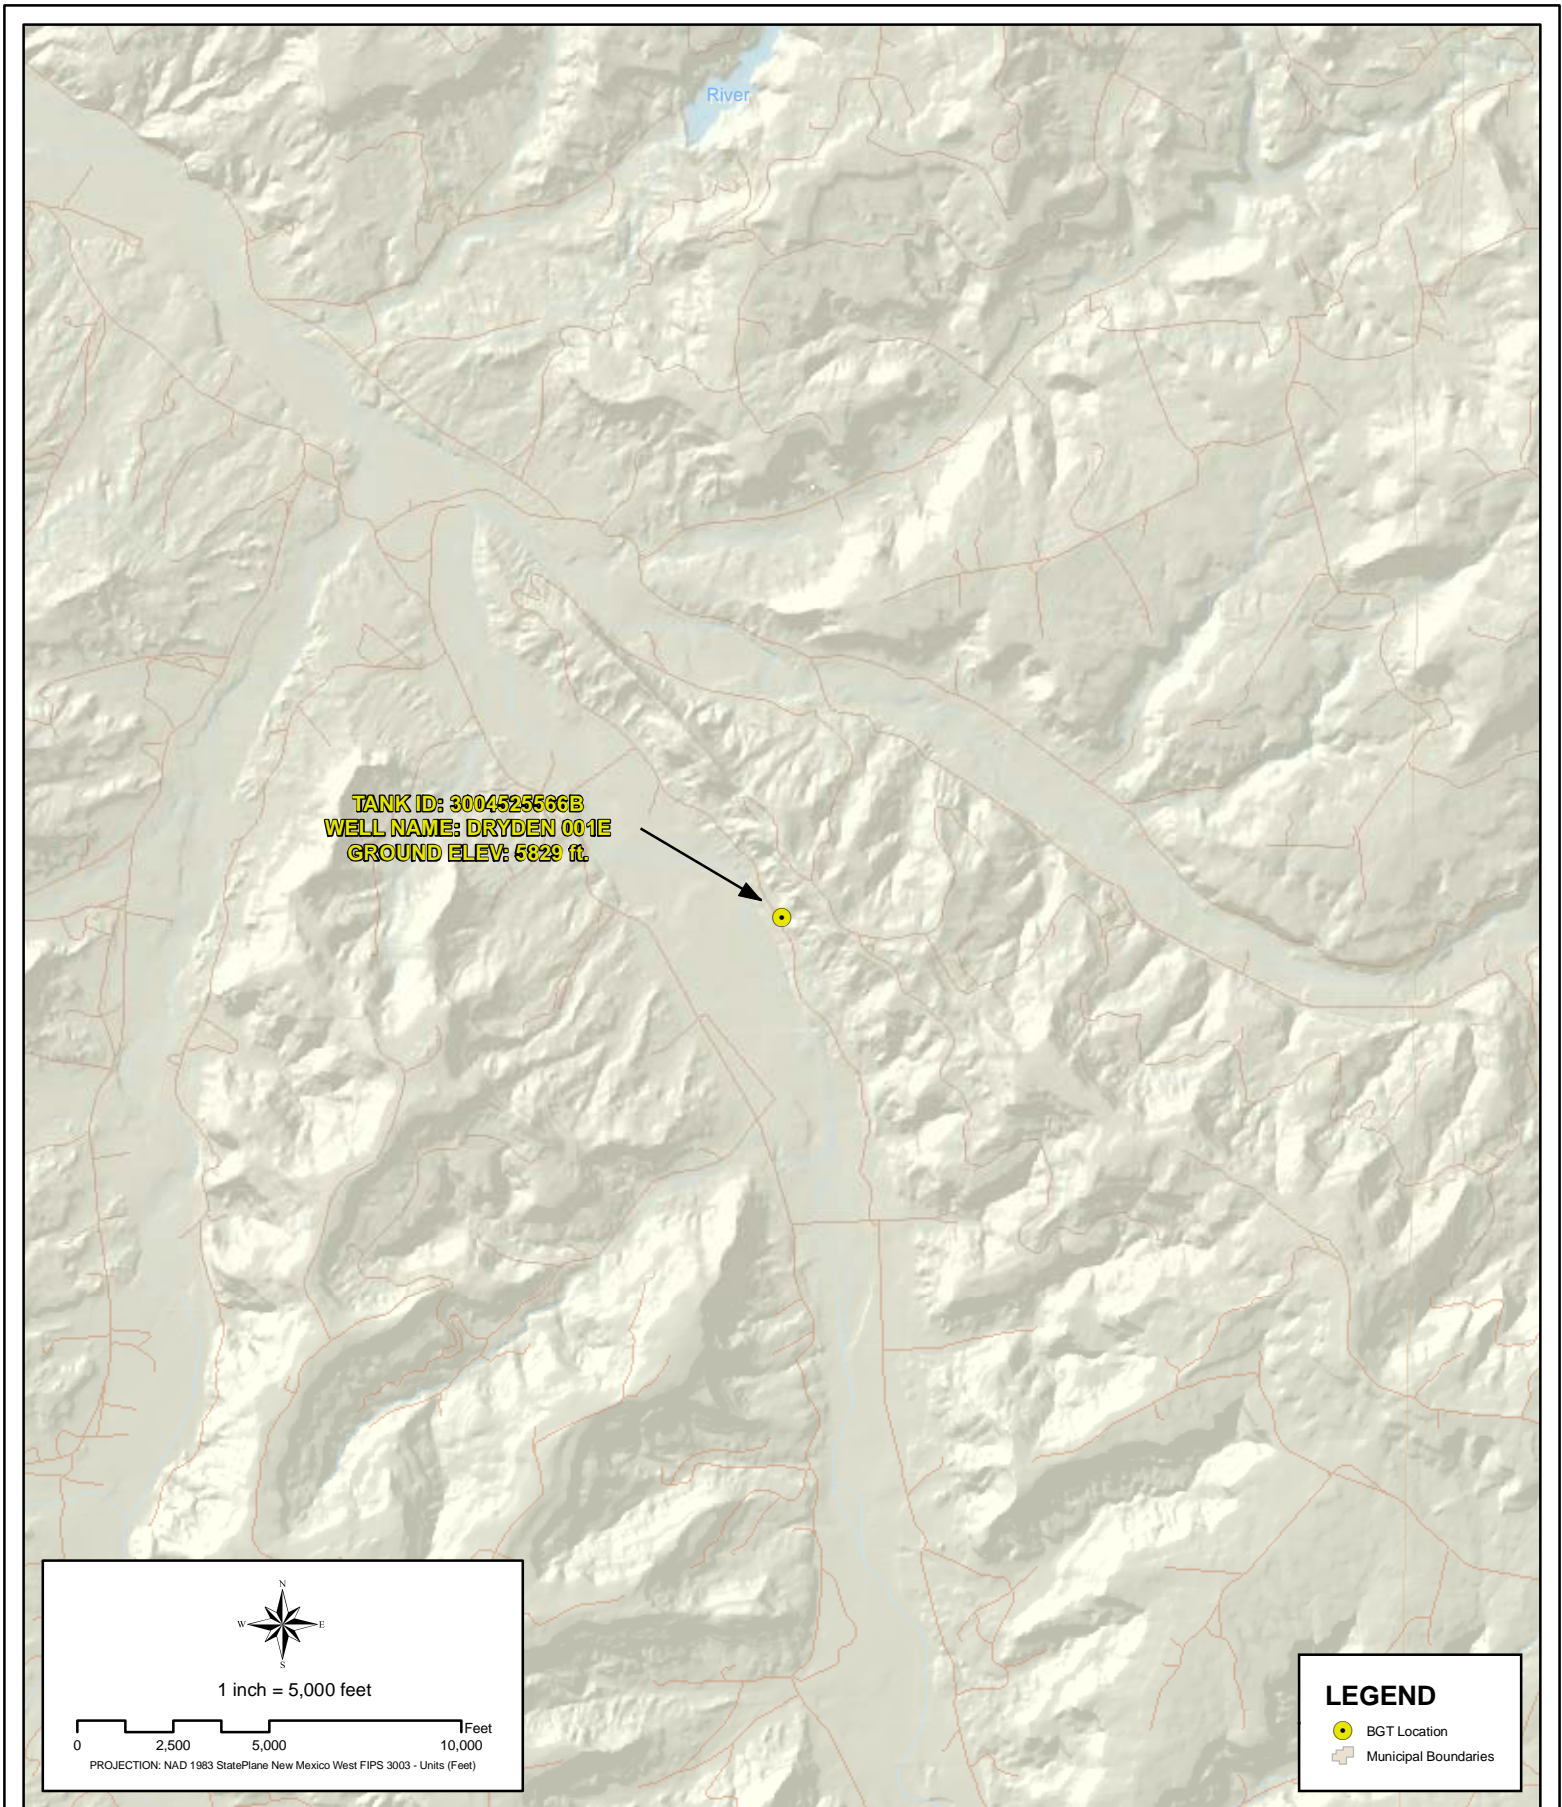 River
TANK ID: 3004525566B
WELL NAME: DRYDEN 001E
GROUND ELEV: 5829 ft.
N
W E
S
1 inch = 5,000 feet
Feet
0 2,500 5,000 10,000
PROJECTION: NAD 1983 StatePlane New Mexico West FIPS 3003 - Units (Feet)
LEGEND
BGT Location
Municipal Boundaries